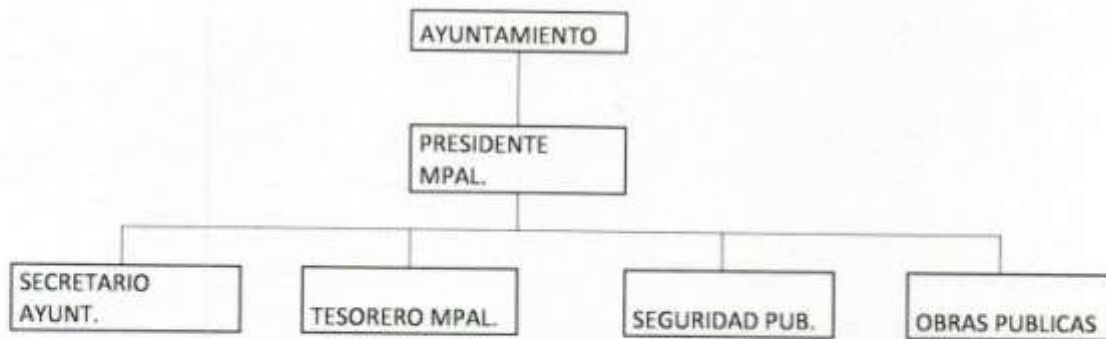 AYUNTAMIENTO
PRESIDENTE
MPAL.
SECRETARIO
AYUNT.
TESORERO MPAL.
SEGURIDAD PUB.
OBRAS PUBLICAS